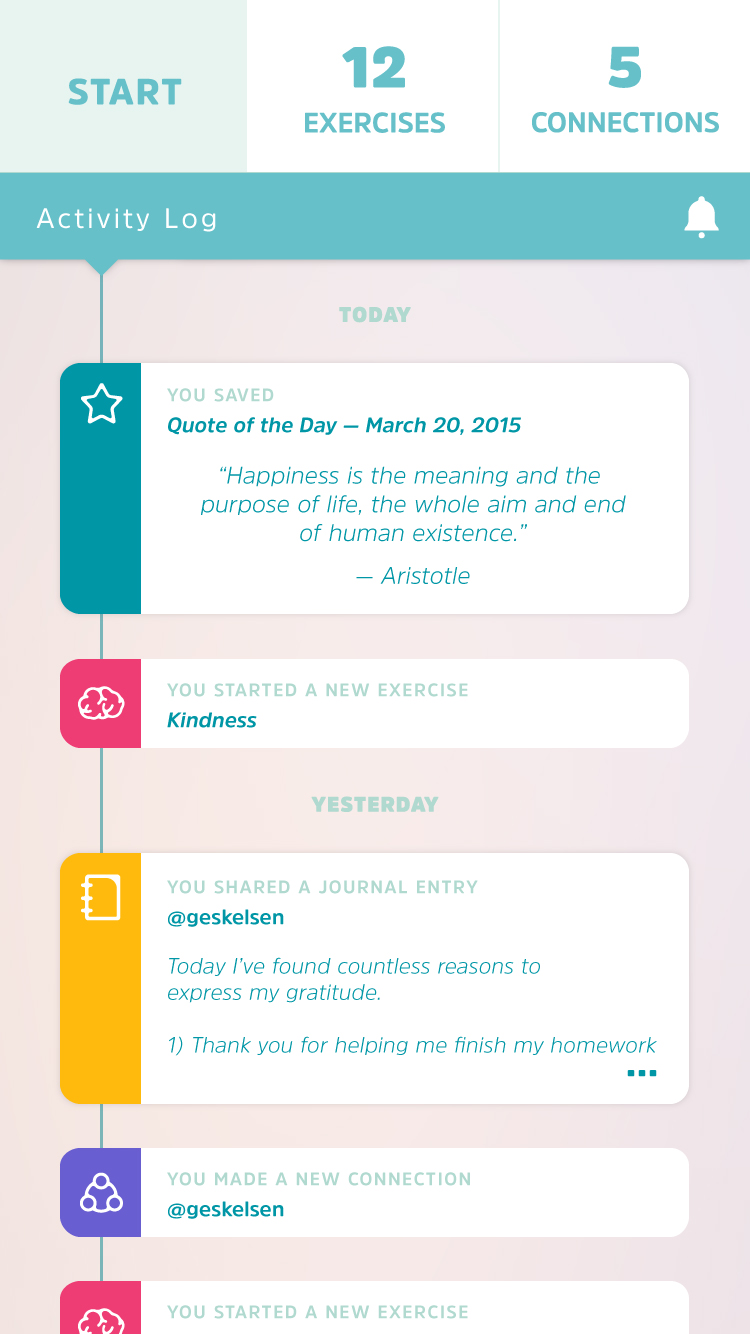 START
12
EXERCISES
5
CONNECTIONS
Activity Log
TODAY
YOU SAVED
Quote of the Day — March 20, 2015
“Happiness is the meaning and the
purpose of life, the whole aim and end
of human existence.”
— Aristotle
YOU STARTED A NEW EXERCISE
Kindness
YESTERDAY
YOU SHARED A JOURNAL ENTRY
@geskelsen
Today I’ve found countless reasons to
express my gratitude.
1) Thank you for helping me finish my homework
...
YOU MADE A NEW CONNECTION
@geskelsen
YOU STARTED A NEW EXERCISE